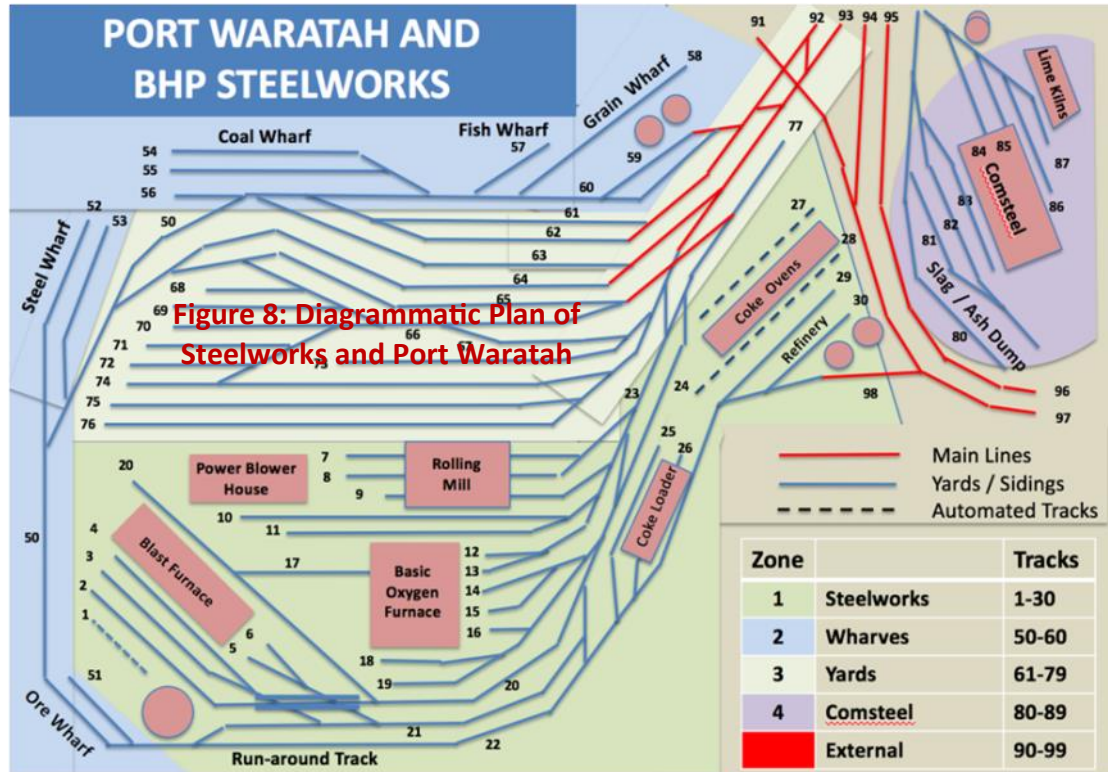 PORT WARATAH AND
BHP STEELWORKS
91
92
93
94
95
58
Grain Wharf
Coal Wharf
Fish Wharf
54
57
55
59
56
60
77
Lime Kilns
84
85
87
Comsteel
83
86
82
81
Slag / Ash Dump
80
52
53
50
Steel Wharf
61
62
63
64
65
68
69
Figure 8: Diagrammatic Plan of
Steelworks and Port Waratah
70
66
67
71
72
73
74
75
76
27
28
Coke Ovens
29
30
Refinery
24
23
98
96
97
25
26
Coke Loader
20
7
8
9
Power Blower
House
Rolling
Mill
10
11
4
3
2
1
Blast Furnace
50
17
Basic
Oxygen
Furnace
12
13
14
15
16
6
5
18
19
20
51
21
22
Ore Wharf
Run-around Track
Main Lines
Yards / Sidings
Automated Tracks
Zone Tracks
1 Steelworks 1-30
2 Wharves 50-60
3 Yards 61-79
4 Comsteel 80-89
External 90-99